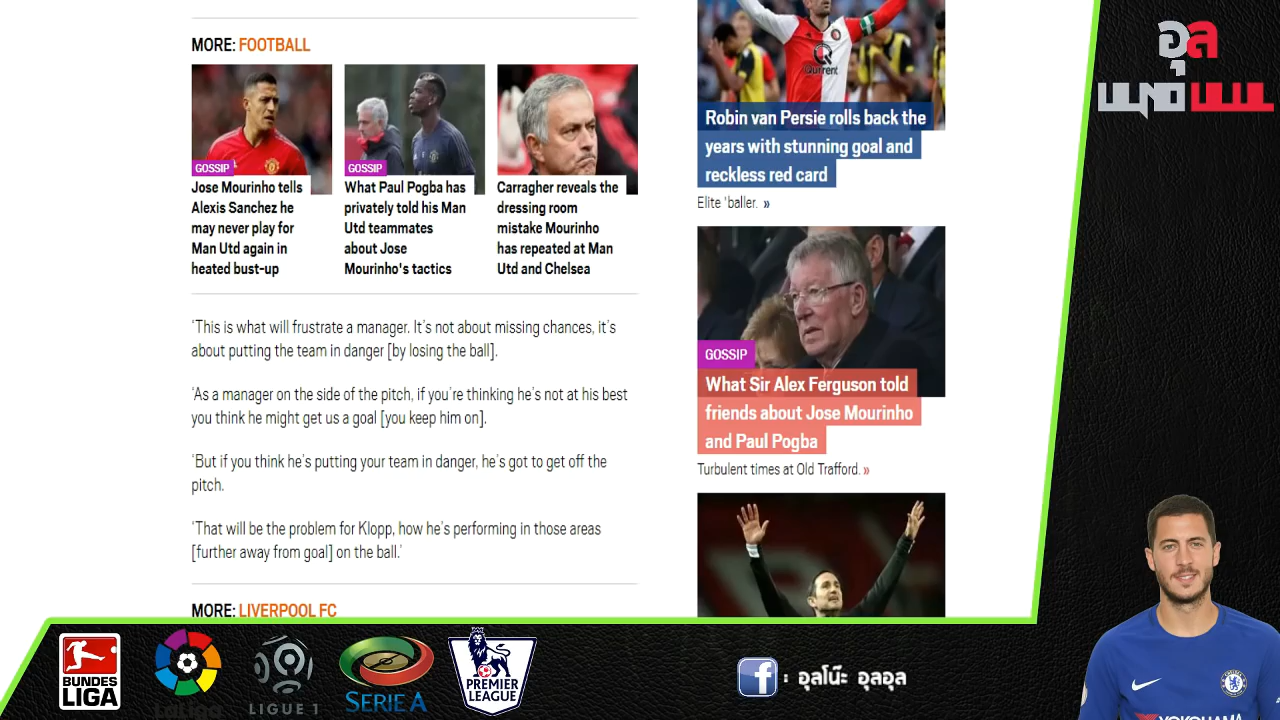 MORE: FOOTBALL
GOSSIP
Jose Mourinho tells
Alexis Sanchez he
may never play for
Man Utd again in
heated bust-up
GOSSIP
What Paul Pogba has
privately told his Man
Utd teammates
about Jose
Mourinho's tactics
Carragher reveals the
dressing room
mistake Mourinho
has repeated at Man
Utd and Chelsea
‘This is what will frustrate a manager. It’s not about missing chances, it’s
about putting the team in danger [by losing the ball].
‘As a manager on the side of the pitch, if you’re thinking he’s not at his best
you think he might get us a goal [you keep him on].
‘But if you think he’s putting your team in danger, he’s got to get off the
pitch.
‘That will be the problem for Klopp, how he’s performing in those areas
[further away from goal] on the ball.’
MORE: LIVERPOOL FC
Qurrent
Robin van Persie rolls back the
years with stunning goal and
reckless red card
Elite 'baller. »
GOSSIP
What Sir Alex Ferguson told
friends about Jose Mourinho
and Paul Pogba
Turbulent times at Old Trafford. »
อุล
BUNDES
LIGA
LaLiga
LIGUE 1
SERIE A
PREMIER
LEAGUE
f : อุลโน๊ะ อุลอุล
YOKOHAMA